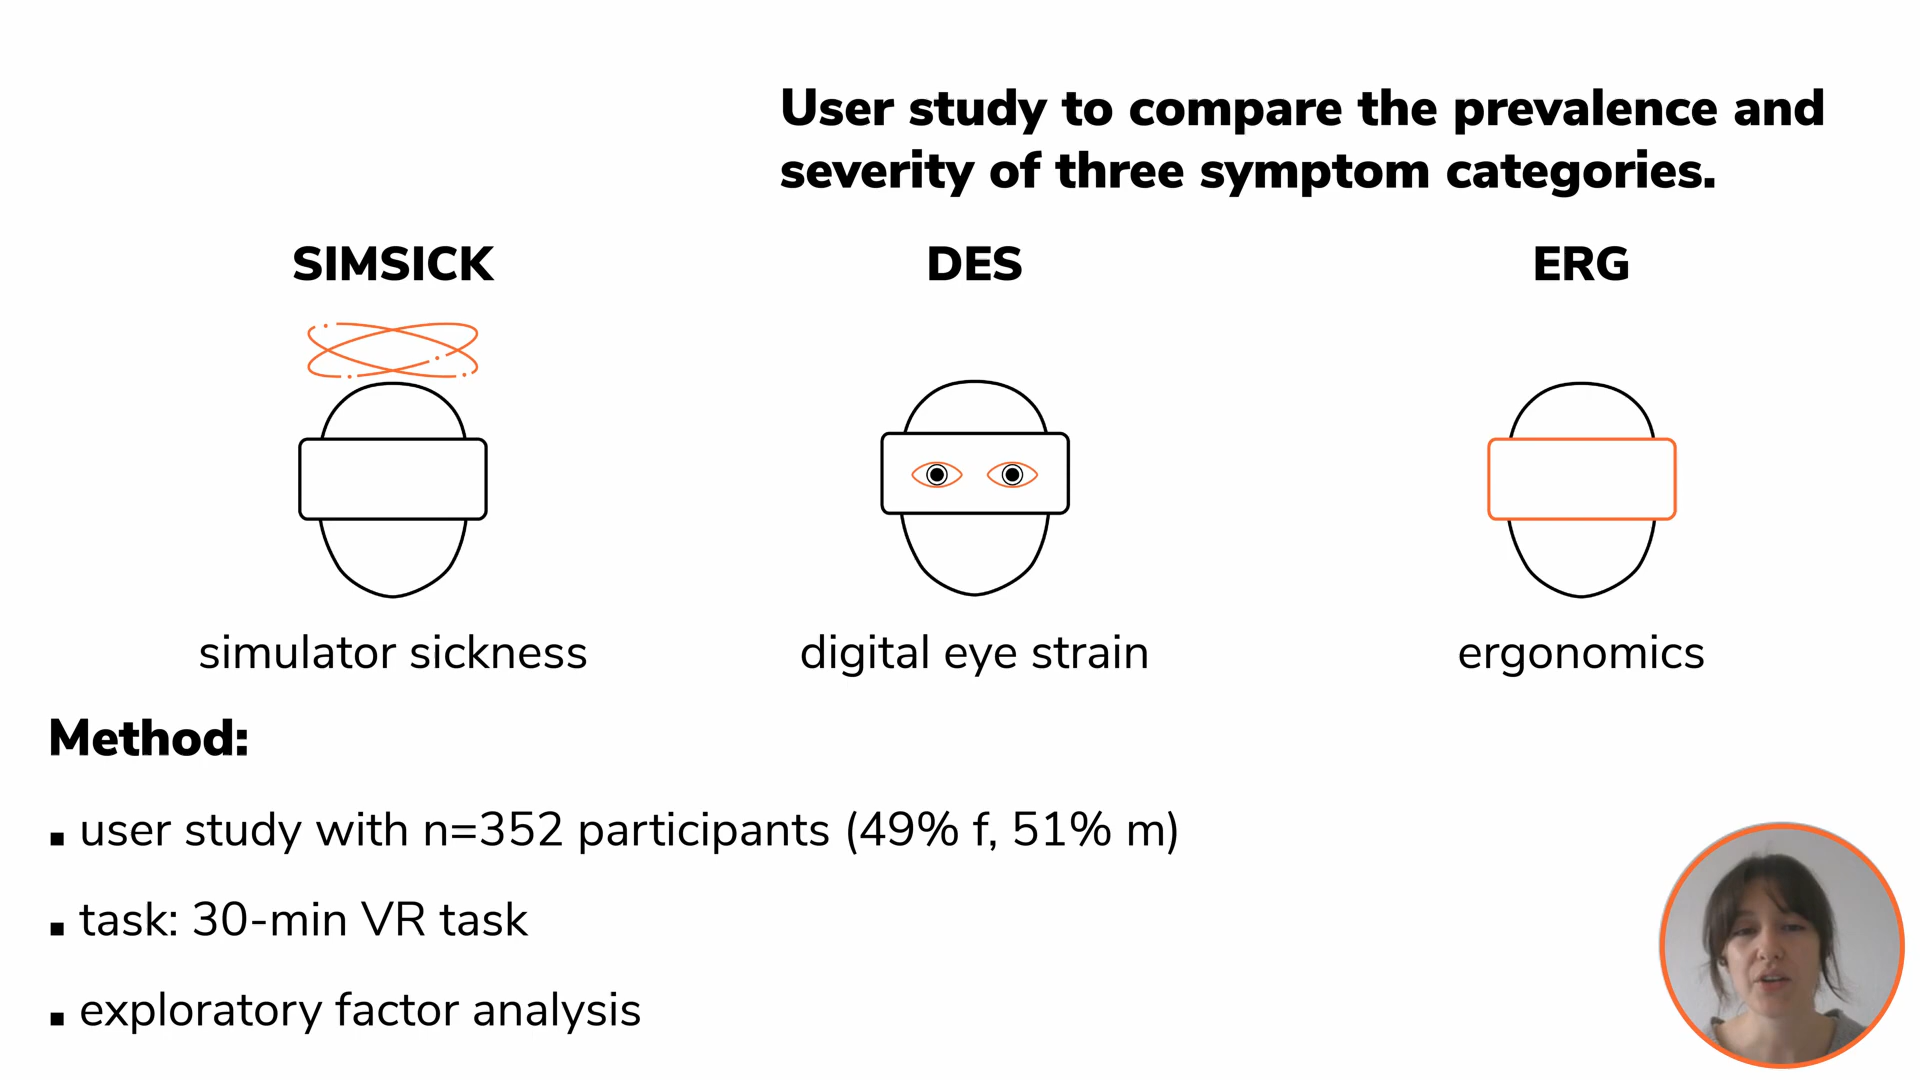 User study to compare the prevalence and
severity of three symptom categories.
SIMSICK
DES
ERG
simulator sickness
digital eye strain
ergonomics
Method:
▪ user study with n=352 participants (49% f, 51% m)
▪ task: 30-min VR task
▪ exploratory factor analysis